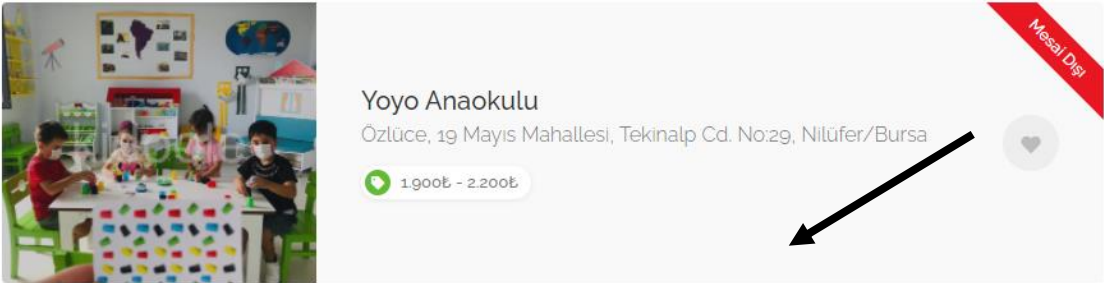 Mesai Dışı
Yoyo Anaokulu
Özlüce, 19 Mayıs Mahallesi, Tekinalp Cd. No:29, Nilüfer/Bursa
1.900₺ - 2.200₺